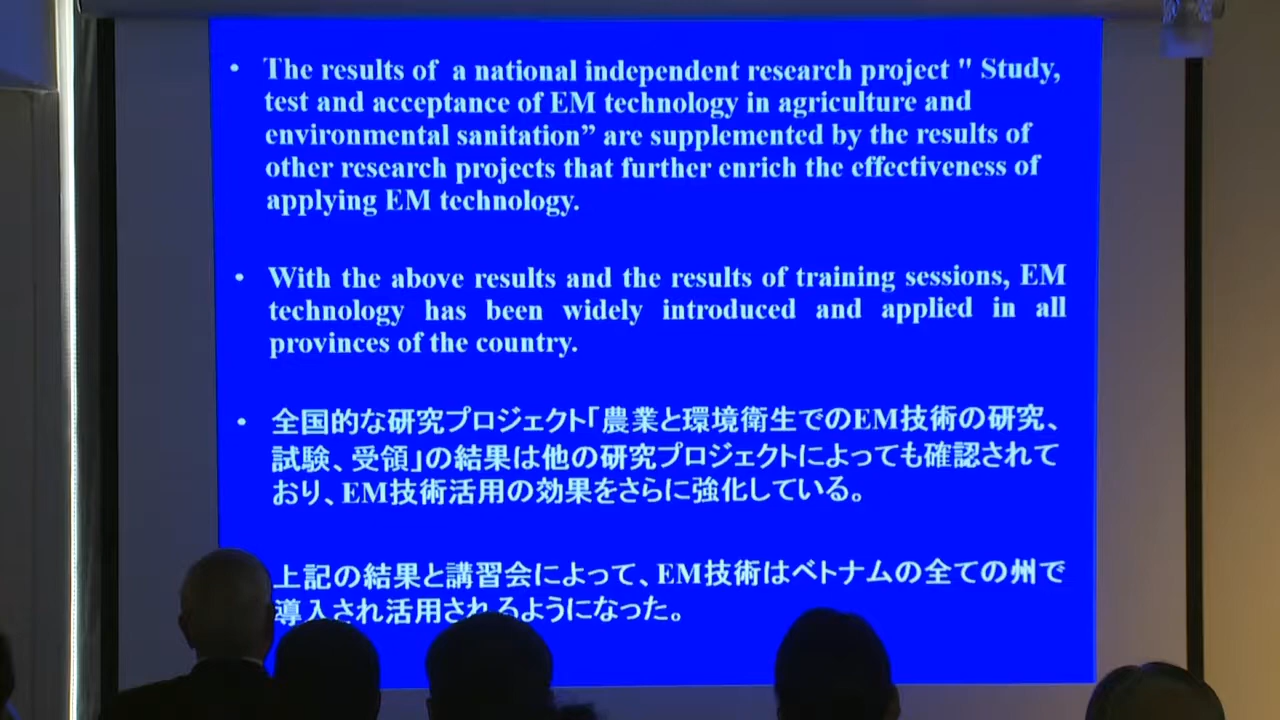 • The results of a national independent research project " Study,
test and acceptance of EM technology in agriculture and
environmental sanitation” are supplemented by the results of
other research projects that further enrich the effectiveness of
applying EM technology.
• With the above results and the results of training sessions, EM
technology has been widely introduced and applied in all
provinces of the country.
• 全国的な研究プロジェクト「農業と環境衛生でのEM技術の研究、
試験、受領」の結果は他の研究プロジェクトによっても確認されて
おり、EM技術活用の効果をさらに強化している。
上記の結果と講習会によって、EM技術はベトナムの全ての州で
導入され活用されるようになった。